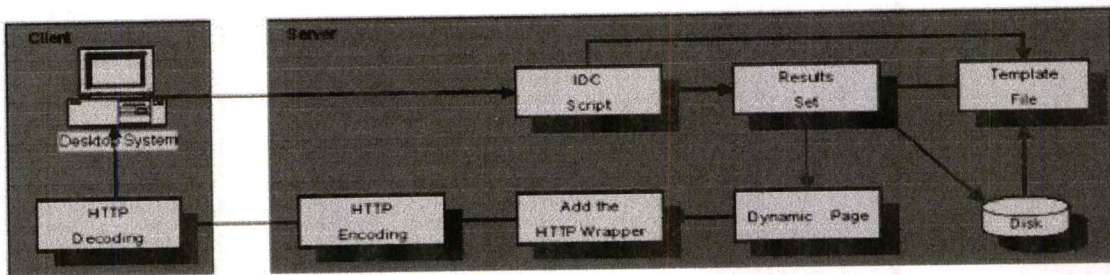 Client
Server
Desktop System
IDC
Script
Results
Set
Template
File
HTTP
Decoding
HTTP
Encoding
Add the
HTTP Wrapper
Dynamic Page
Disk